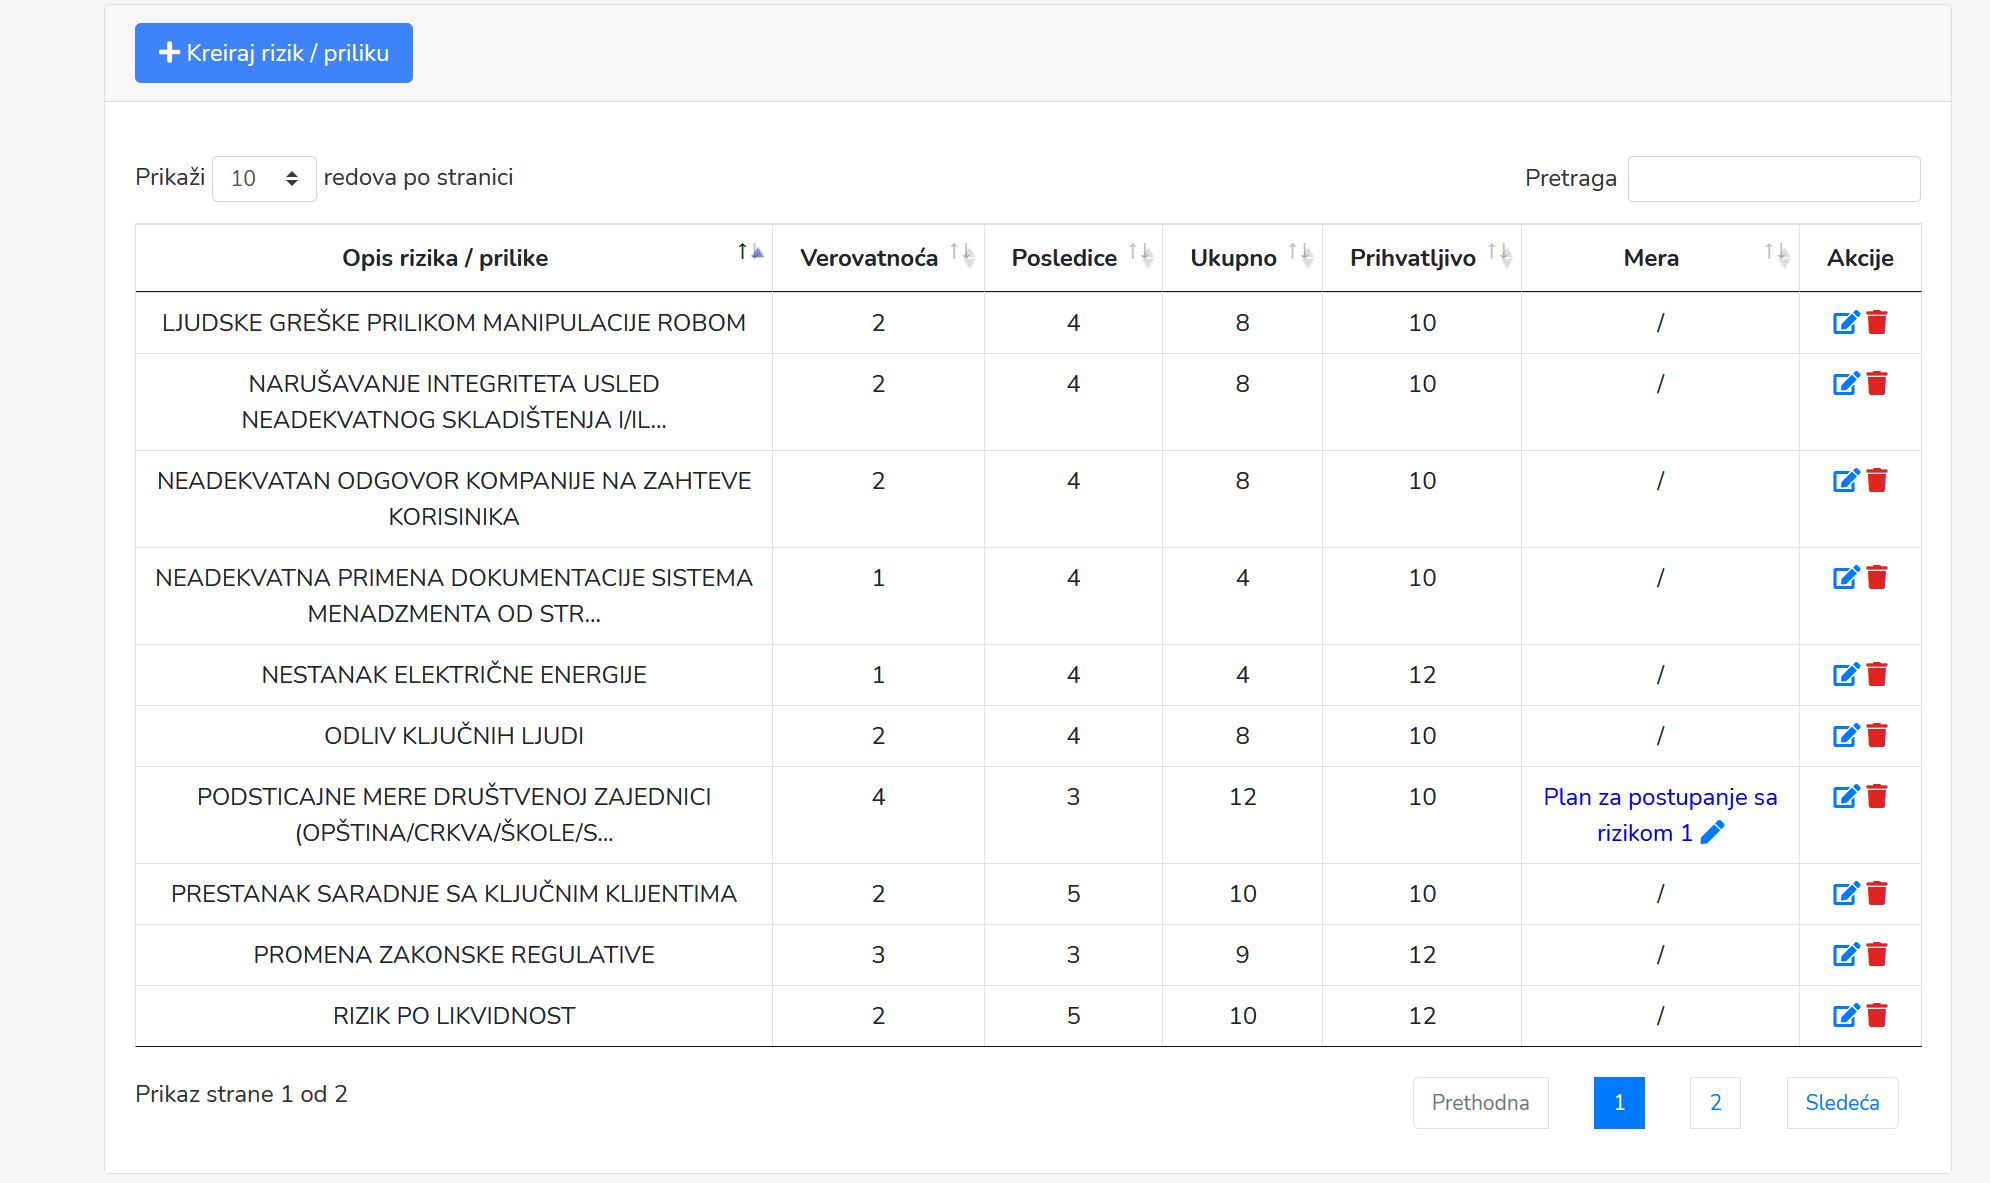 Kreiraj rizik / priliku
Prikaži 10 redova po stranici
Pretraga
Opis rizika / prilike Verovatnoća Posledice Ukupno Prihvatljivo Mera Akcije
LJUDSKE GREŠKE PRILIKOM MANIPULACIJE ROBOM 2 4 8 10 /
NARUŠAVANJE INTEGRITETA USLED 2 4 8 10 /
NEADEKVATNOG SKLADIŠTENJA I/IL...
NEADEKVATAN ODGOVOR KOMPANIJE NA ZAHTEVE 2 4 8 10 /
KORISINIKA
NEADEKVATNA PRIMENA DOKUMENTACIJE SISTEMA 1 4 4 10 /
MENADZMENTA OD STR...
NESTANAK ELEKTRIČNE ENERGIJE 1 4 4 12 /
ODLIV KLJUČNIH LJUDI 2 4 8 10 /
PODSTICAJNE MERE DRUŠTVENOJ ZAJEDNICI 4 3 12 10 Plan za postupanje sa
(OPŠTINA/CRKVA/ŠKOLE/S... rizikom 1
PRESTANAK SARADNJE SA KLJUČNIM KLIJENTIMA 2 5 10 10 /
PROMENA ZAKONSKE REGULATIVE 3 3 9 12 /
RIZIK PO LIKVIDNOST 2 5 10 12 /
Prikaz strane 1 od 2
Prethodna 1 2 Sledeća